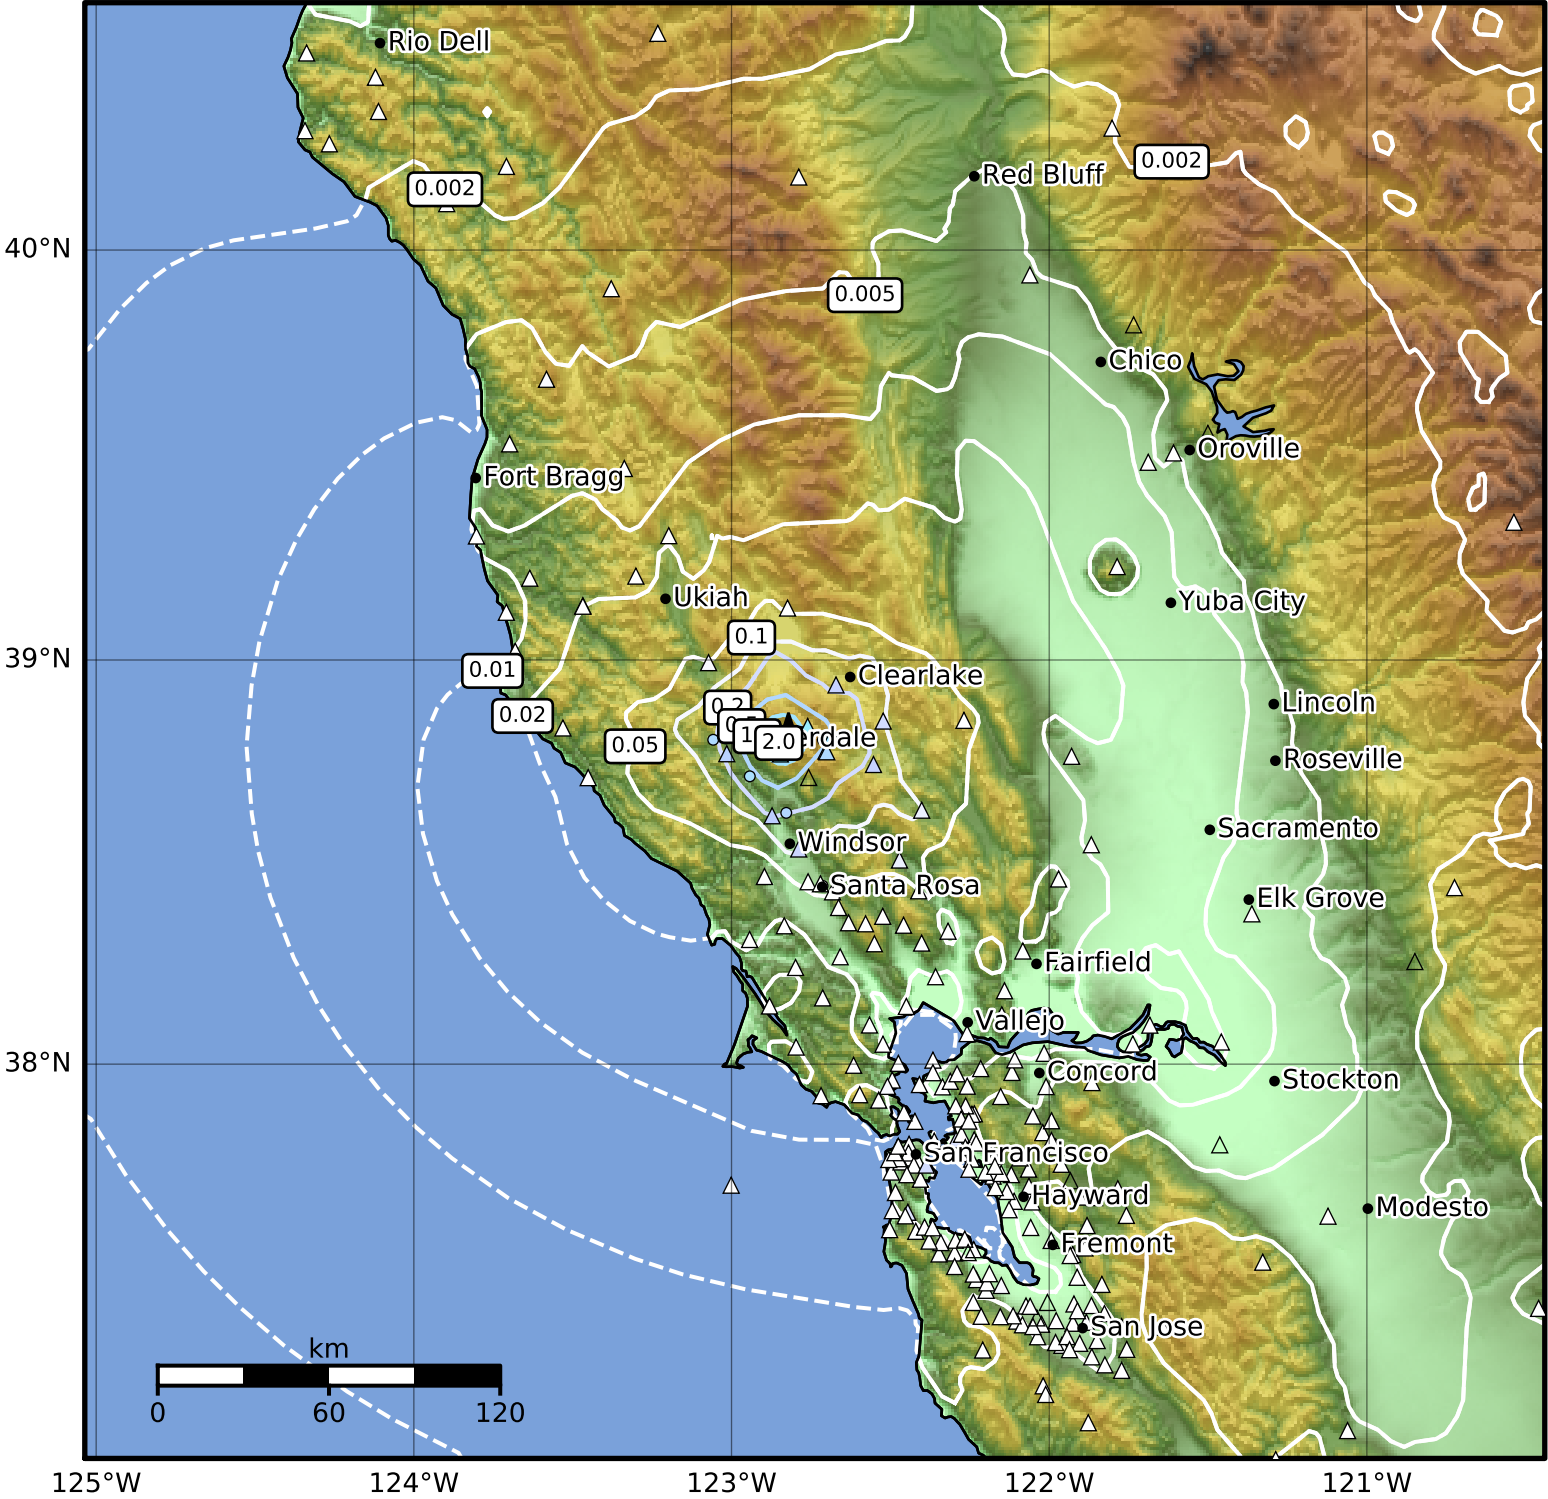 Rio Dell
0.002
Red Bluff
0.002
40°N
0.005
Chico
Oroville
Fort Bragg
Ukiah
Yuba City
0.1
39°N
0.01
Clearlake
0.2
Lincoln
0.02
0.05
2.0
erdale
Roseville
Sacramento
Windsor
Santa Rosa
Elk Grove
Fairfield
Vallejo
38°N
Concord
Stockton
San Francisco
Hayward
Modesto
Fremont
San Jose
km
0 60 120
125°W 124°W 123°W 122°W 121°W